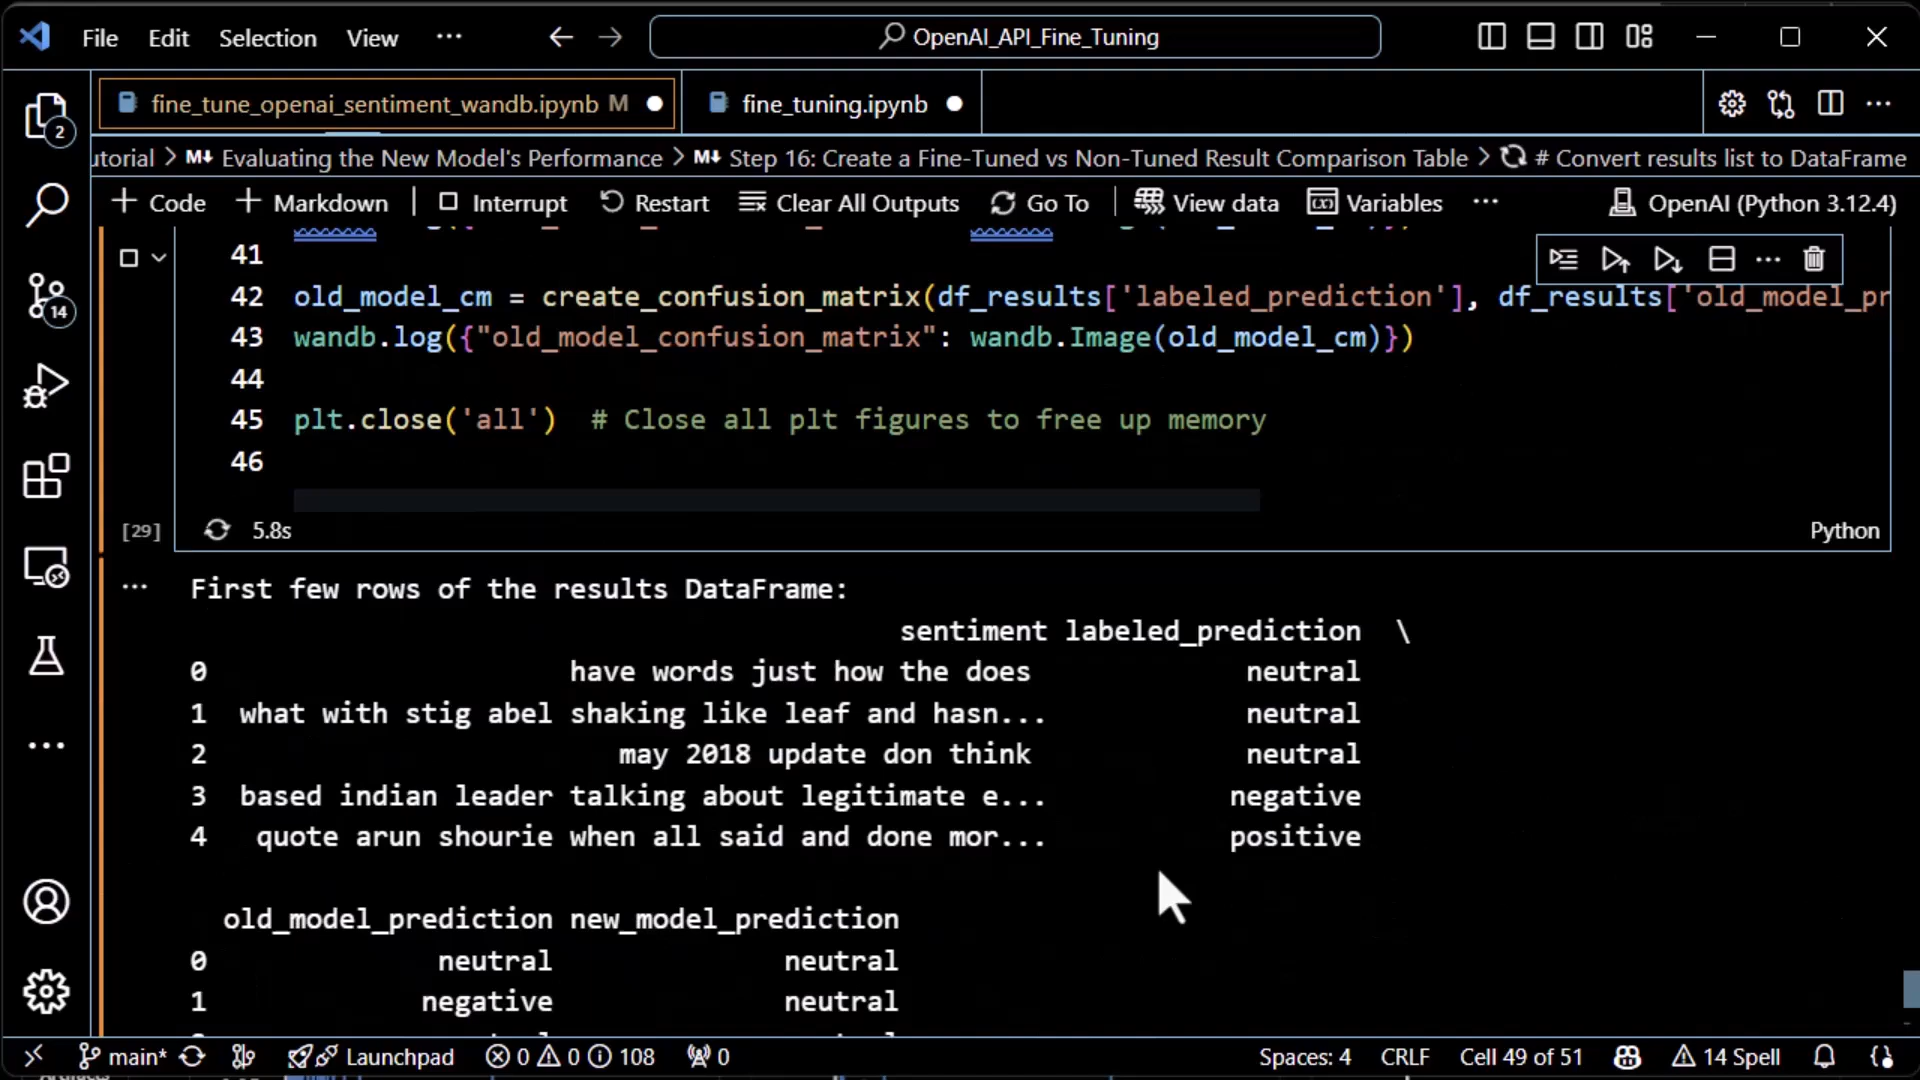 File Edit Selection View ... OpenAI_API_Fine_Tuning
fine_tune_openai_sentiment_wandb.ipynb M fine_tuning.ipynb
utorial > M↓ Evaluating the New Model's Performance > M↓ Step 16: Create a Fine-Tuned vs Non-Tuned Result Comparison Table > # Convert results list to DataFrame
+ Code + Markdown | Interrupt Restart Clear All Outputs Go To | View data Variables ... OpenAI (Python 3.12.4)
41
42 old_model_cm = create_confusion_matrix(df_results['labeled_prediction'], df_results['old_model_pr
43 wandb.log({"old_model_confusion_matrix": wandb.Image(old_model_cm)})
44
45 plt.close('all')  # Close all plt figures to free up memory
46
[29] 5.8s Python
... First few rows of the results DataFrame:
sentiment labeled_prediction \
0 have words just how the does neutral
1 what with stig abel shaking like leaf and hasn... neutral
2 may 2018 update don think neutral
3 based indian leader talking about legitimate e... negative
4 quote arun shourie when all said and done mor... positive
old_model_prediction new_model_prediction
0 neutral neutral
1 negative neutral
2
14
main* Launchpad 0 0 108 0 Spaces: 4 CRLF Cell 49 of 51 14 Spell